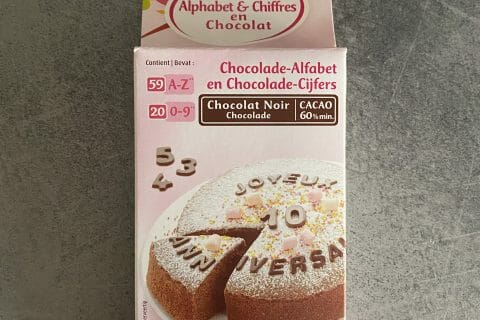 Alphabet & Chiffres
en
Chocolat
Contient | Bevat :
Chocolade-Alfabet
en Chocolade-Cijfers
59 A-Z**
20 0-9**
Chocolat Noir
Chocolade
CACAO
60% min.
5 3
4
JOYEUX
10
ANNIVERSAI